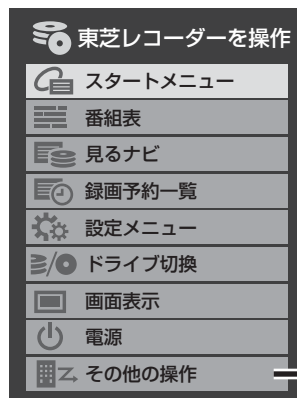 東芝レコーダーを操作
スタートメニュー
番組表
見るナビ
録画予約一覧
設定メニュー
ドライブ切換
画面表示
電源
その他の操作